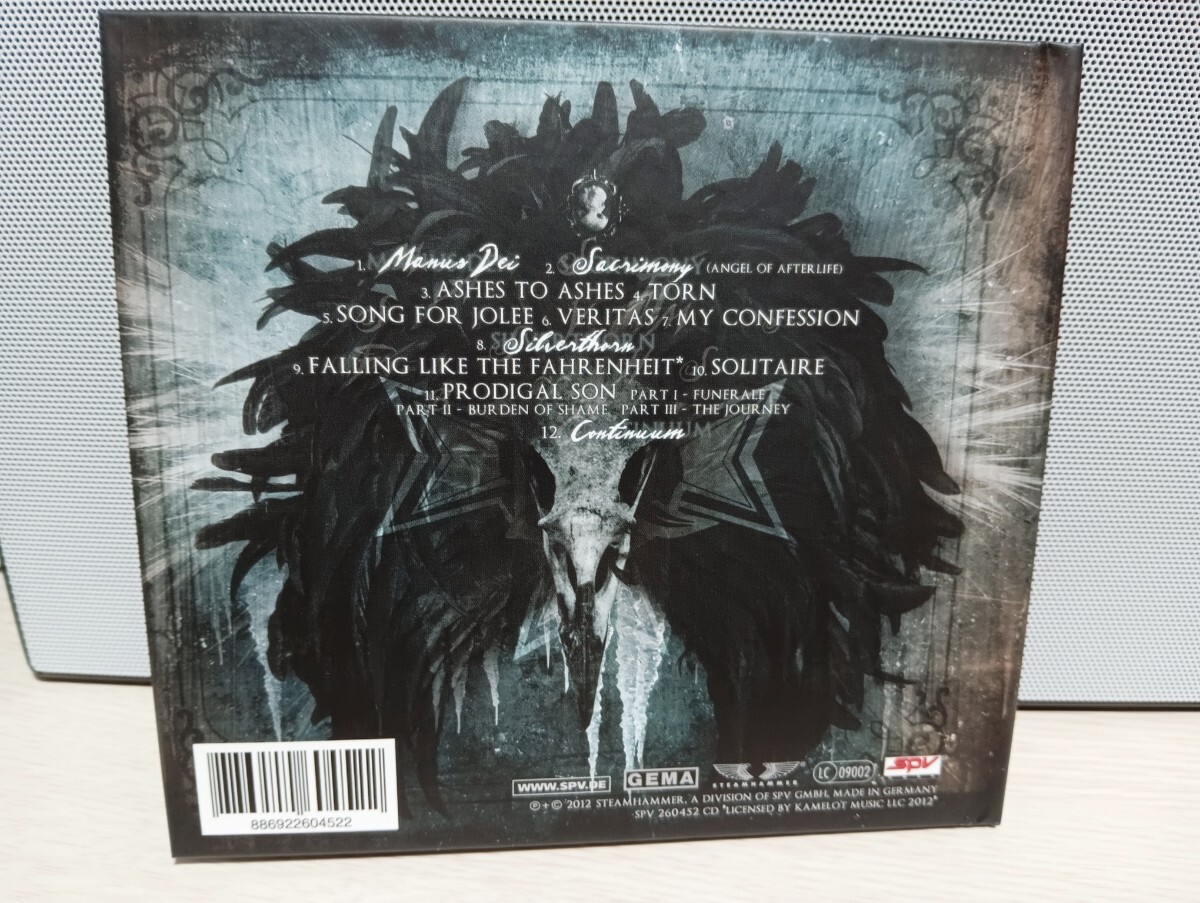 1. Manus Dei 2. Sacrimony (ANGEL OF AFTERLIFE)
3. ASHES TO ASHES 4. TORN
5. SONG FOR JOLEE 6. VERITAS 7. MY CONFESSION
8. Silverthorn
9. FALLING LIKE THE FAHRENHEIT* 10. SOLITAIRE
11. PRODIGAL SON PART I - FUNERALE
PART II - BURDEN OF SHAME PART III - THE JOURNEY
12. Continuum
WWW.SPV.DE GEMA STEAMHAMMER LC 09002 SPV
℗+© 2012 STEAMHAMMER, A DIVISION OF SPV GMBH, MADE IN GERMANY
SPV 260452 CD *LICENSED BY KAMELOT MUSIC LLC 2012*
886922604522